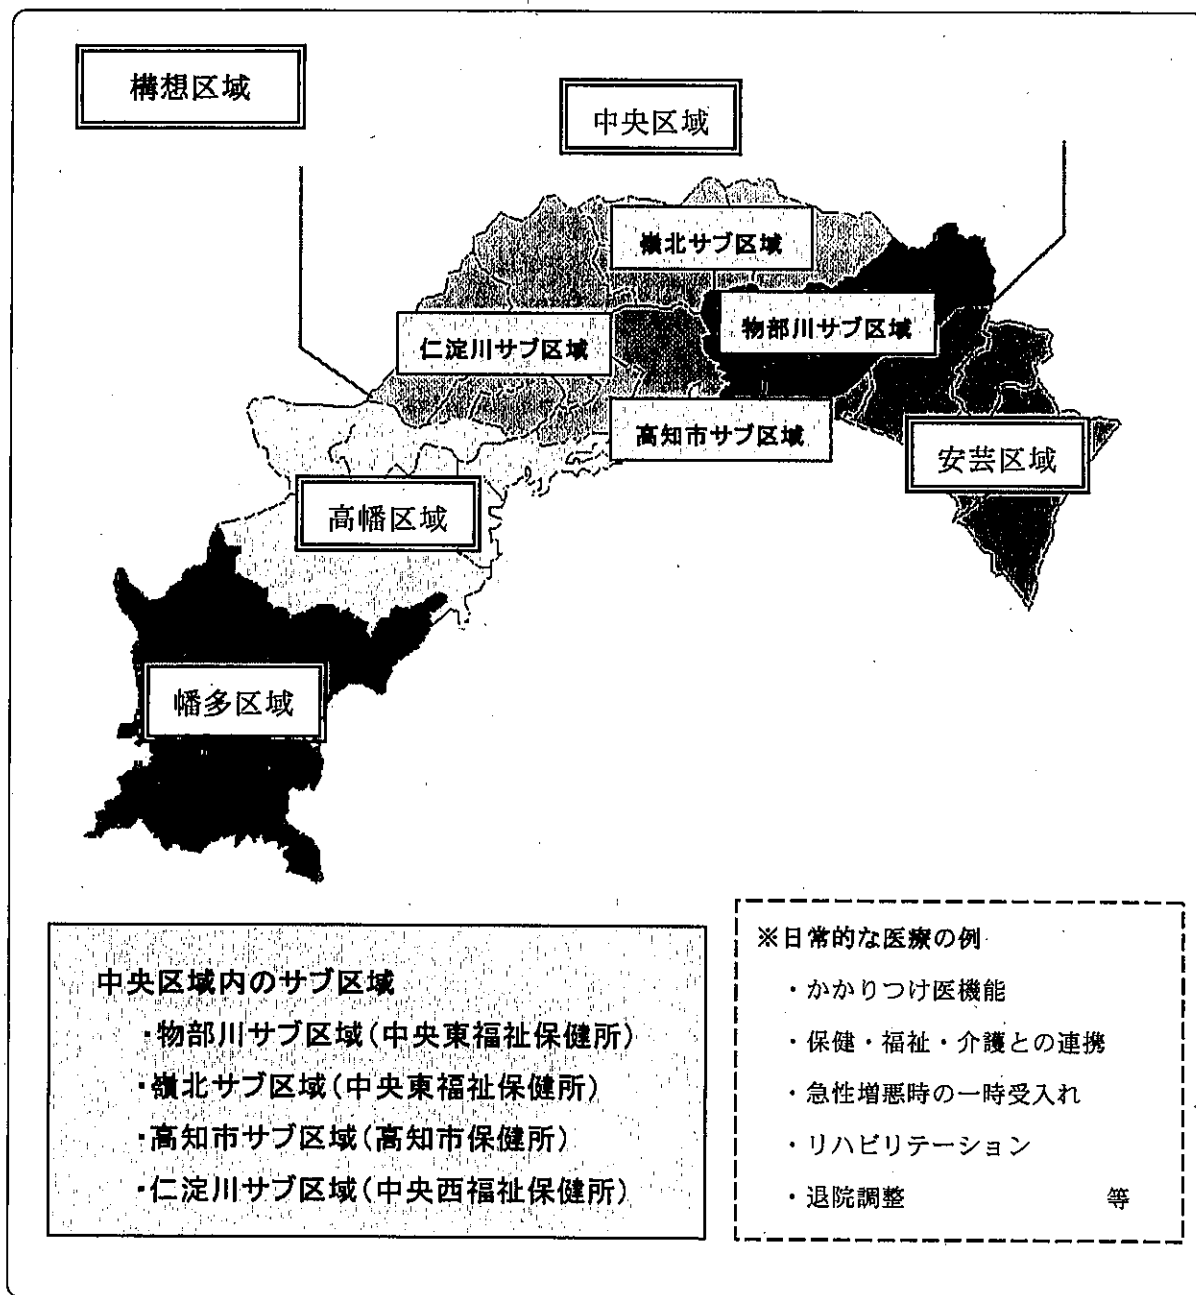 構想区域
中央区域
嶺北サブ区域
物部川サブ区域
仁淀川サブ区域
高知市サブ区域
安芸区域
高幡区域
幡多区域
中央区域内のサブ区域
・物部川サブ区域(中央東福祉保健所)
・嶺北サブ区域(中央東福祉保健所)
・高知市サブ区域(高知市保健所)
・仁淀川サブ区域(中央西福祉保健所)
※日常的な医療の例
・かかりつけ医機能
・保健・福祉・介護との連携
・急性増悪時の一時受入れ
・リハビリテーション
・退院調整 等